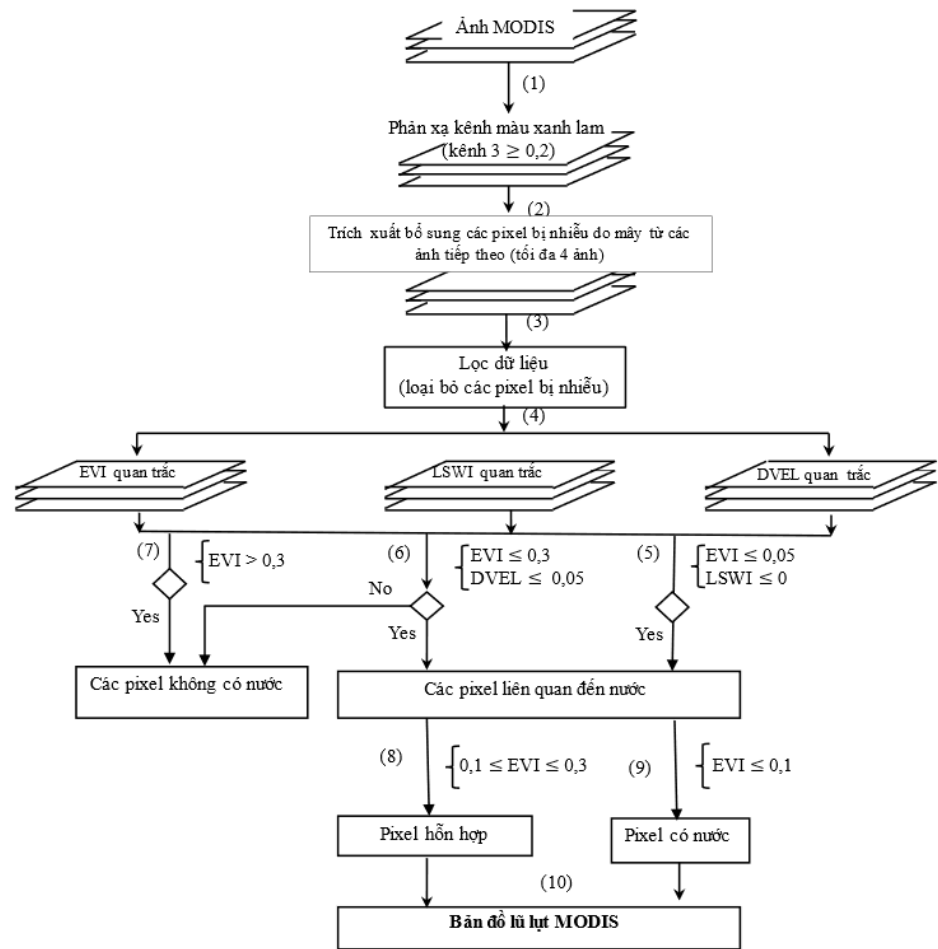 Ảnh MODIS
(1)
Phản xạ kênh màu xanh lam
(kênh 3 ≥ 0,2)
(2)
Trích xuất bổ sung các pixel bị nhiễu do mây từ các
ảnh tiếp theo (tối đa 4 ảnh)
(3)
Lọc dữ liệu
(loại bỏ các pixel bị nhiễu)
(4)
EVI quan trắc
LSWI quan trắc
DVEL quan trắc
(7)
EVI > 0,3
(6)
EVI ≤ 0,3
DVEL ≤ 0,05
(5)
EVI ≤ 0,05
LSWI ≤ 0
No
Yes
Yes
Yes
Các pixel không có nước
Các pixel liên quan đến nước
(8)
0,1 ≤ EVI ≤ 0,3
(9)
EVI ≤ 0,1
Pixel hỗn hợp
Pixel có nước
(10)
Bản đồ lũ lụt MODIS